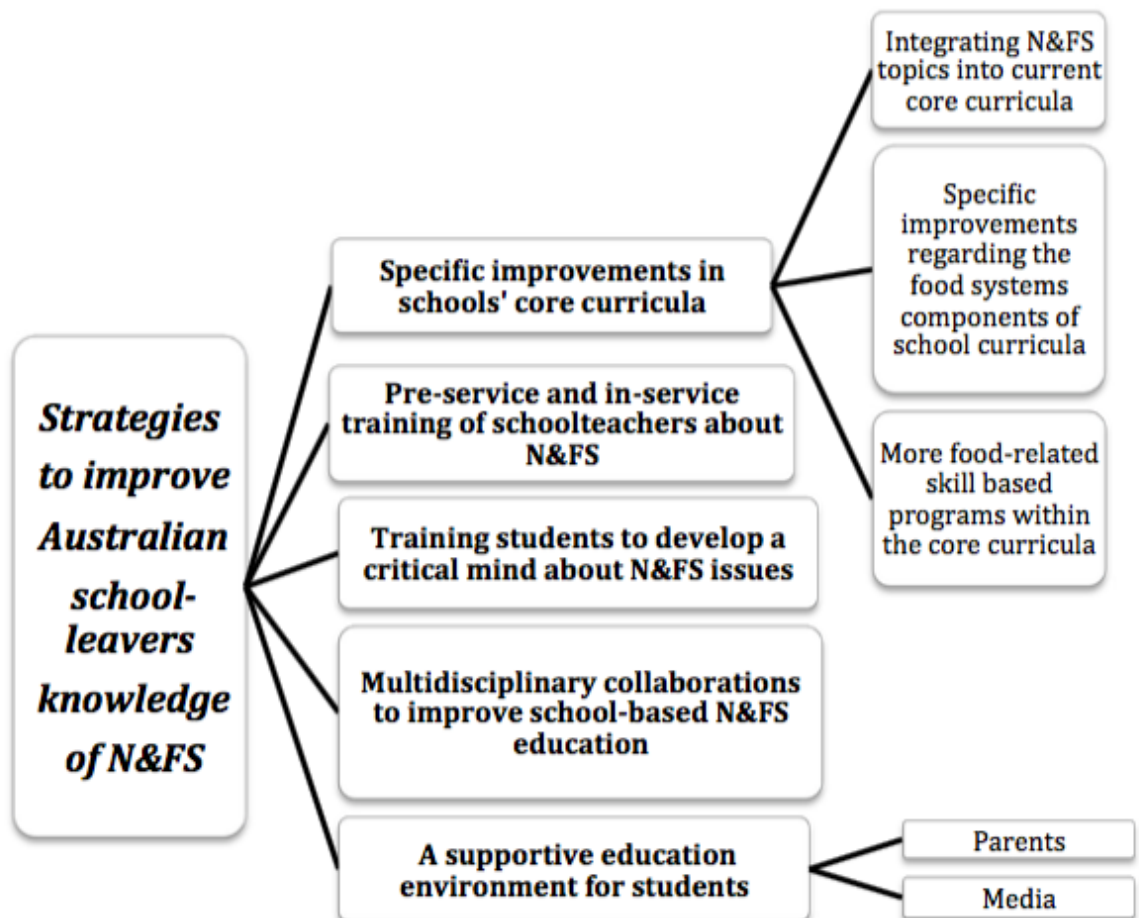 Strategies
to improve
Australian
school-
leavers
knowledge
of N&FS
Specific improvements in
schools' core curricula
Integrating N&FS
topics into current
core curricula
Specific
improvements
regarding the
food systems
components of
school curricula
More food-related
skill based
programs within
the core curricula
Pre-service and in-service
training of schoolteachers about
N&FS
Training students to develop a
critical mind about N&FS issues
Multidisciplinary collaborations
to improve school-based N&FS
education
A supportive education
environment for students
Parents
Media